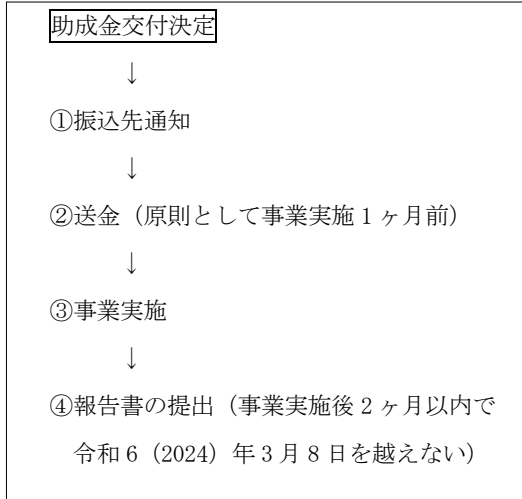 助成金交付決定
↓
①振込先通知
↓
②送金（原則として事業実施 1 ヶ月前）
↓
③事業実施
↓
④報告書の提出（事業実施後 2 ヶ月以内で
令和 6（2024）年 3 月 8 日を越えない）